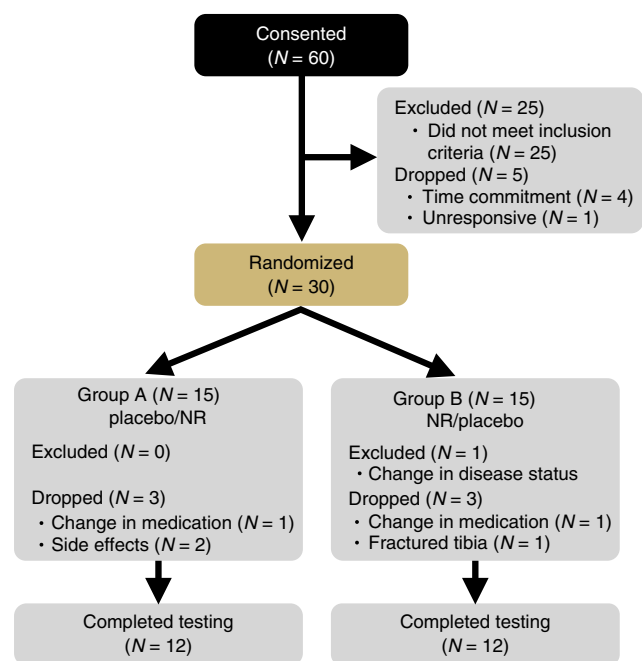 Consented
(N = 60)
Excluded (N = 25)
• Did not meet inclusion
criteria (N = 25)
Dropped (N = 5)
• Time commitment (N = 4)
• Unresponsive (N = 1)
Randomized
(N = 30)
Group A (N = 15)
placebo/NR
Excluded (N = 0)
Dropped (N = 3)
• Change in medication (N = 1)
• Side effects (N = 2)
Group B (N = 15)
NR/placebo
Excluded (N = 1)
• Change in disease status
Dropped (N = 3)
• Change in medication (N = 1)
• Fractured tibia (N = 1)
Completed testing
(N = 12)
Completed testing
(N = 12)